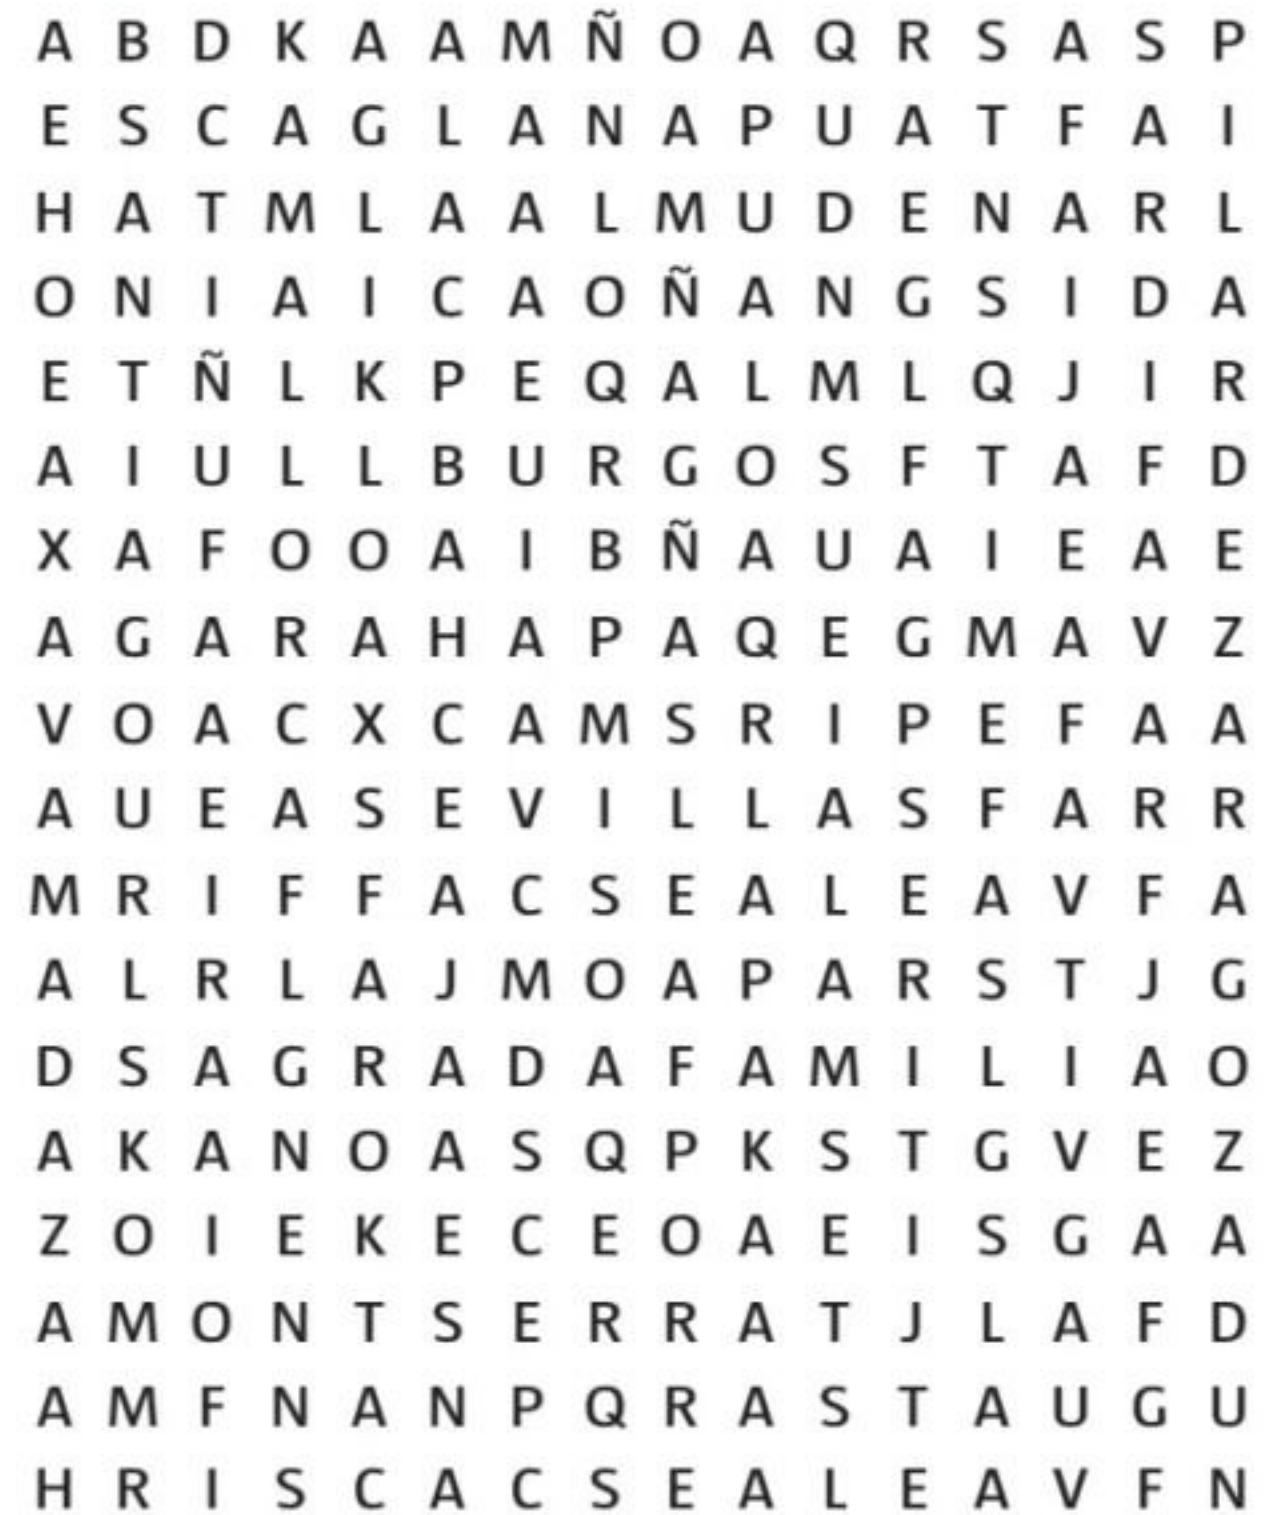 A B D K A A M Ñ O A Q R S A S P
E S C A G L A N A P U A T F A I
H A T M L A A L M U D E N A R L
O N I A I C A O Ñ A N G S I D A
E T Ñ L K P E Q A L M L Q J I R
A I U L L B U R G O S F T A F D
X A F O O A I B Ñ A U A I E A E
A G A R A H A P A Q E G M A V Z
V O A C X C A M S R I P E F A A
A U E A S E V I L L A S F A R R
M R I F F A C S E A L E A V F A
A L R L A J M O A P A R S T J G
D S A G R A D A F A M I L I A O
A K A N O A S Q P K S T G V E Z
Z O I E K E C E O A E I S G A A
A M O N T S E R R A T J L A F D
A M F N A N P Q R A S T A U G U
H R I S C A C S E A L E A V F N